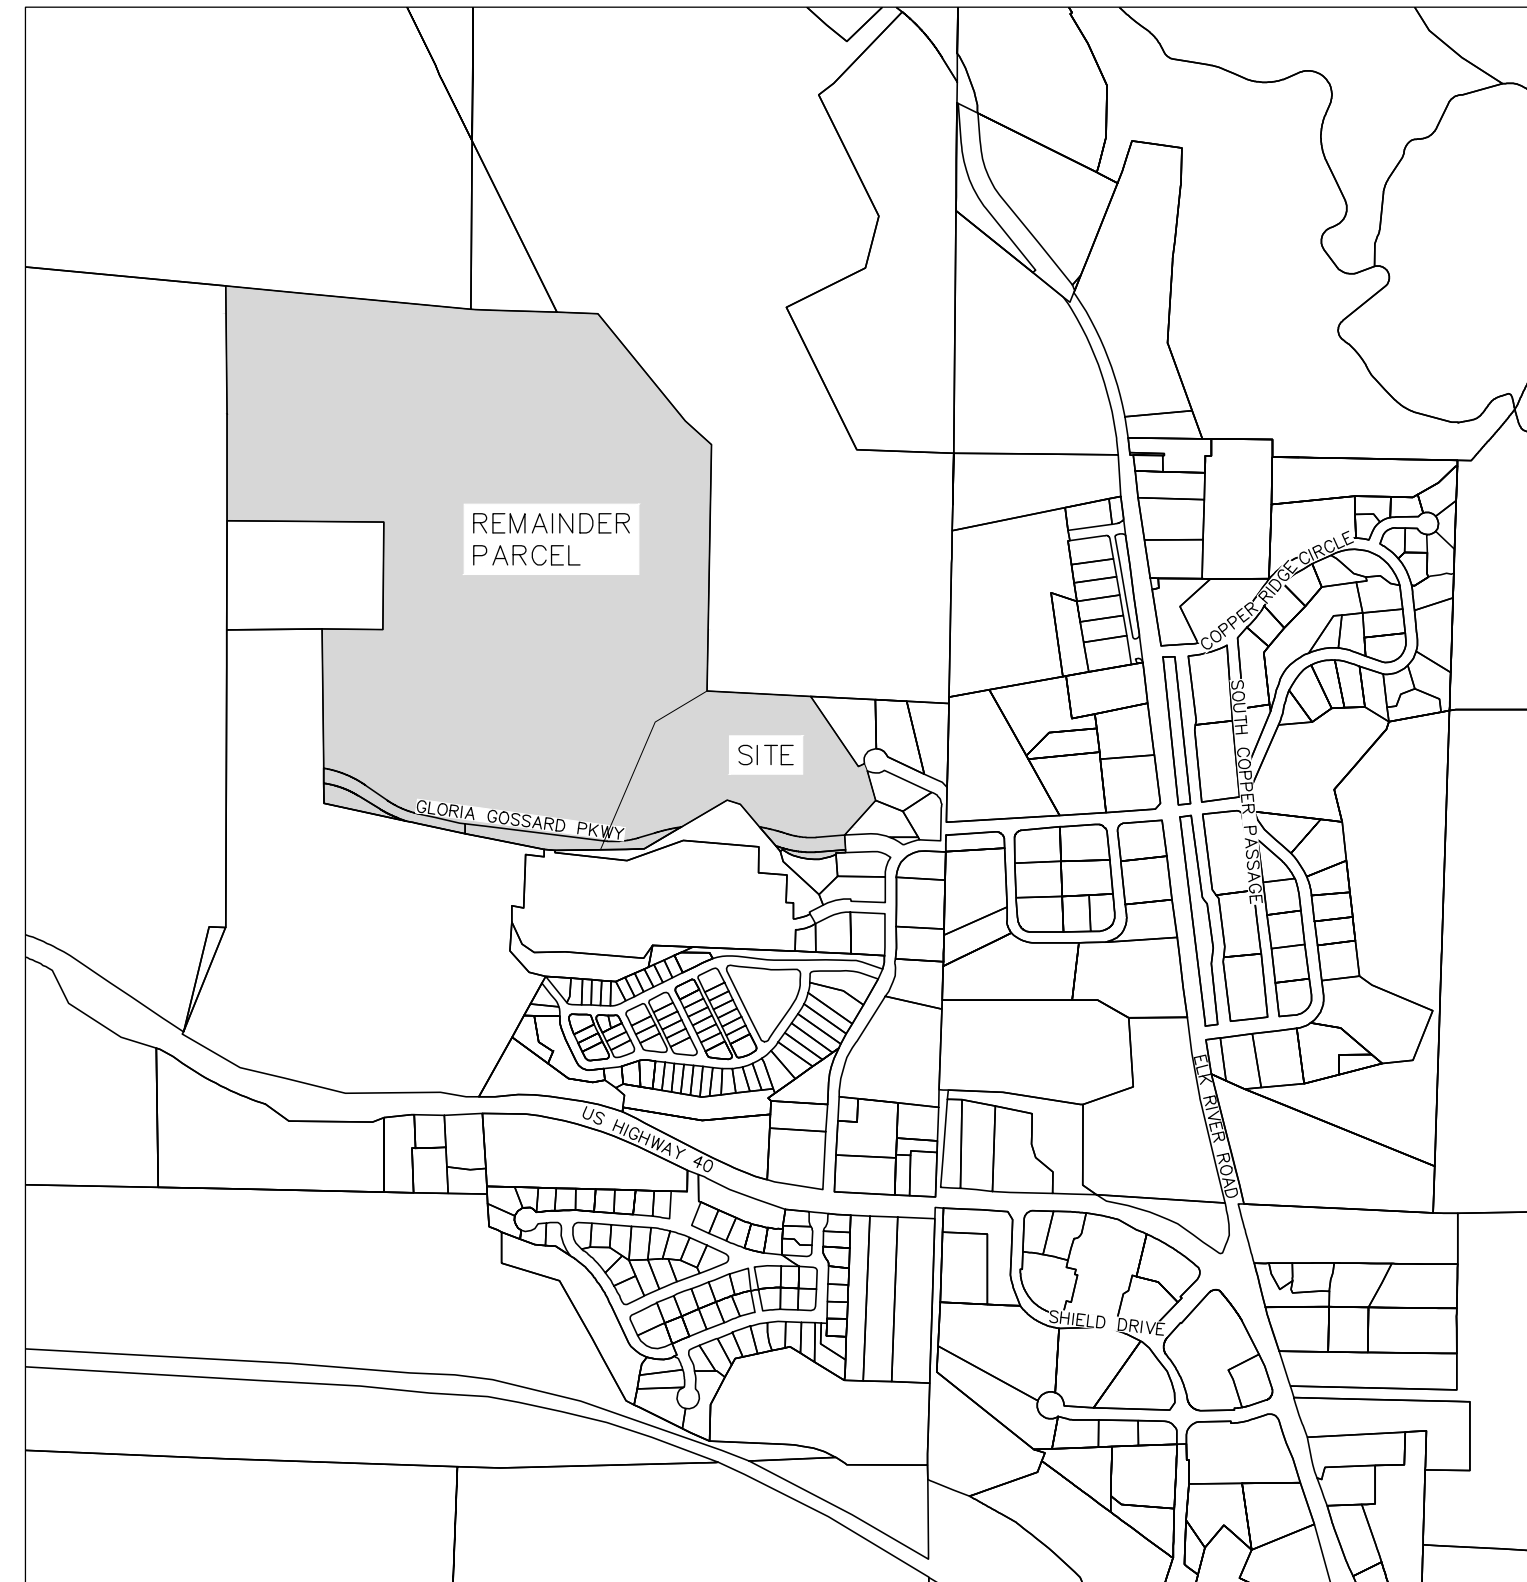 REMAINDER
PARCEL
COPPER RIDGE CIRCLE
SOUTH COPPER PASSAGE
SITE
GLORIA GOSSARD PKWY
ELK RIVER ROAD
US HIGHWAY 40
SHIELD DRIVE